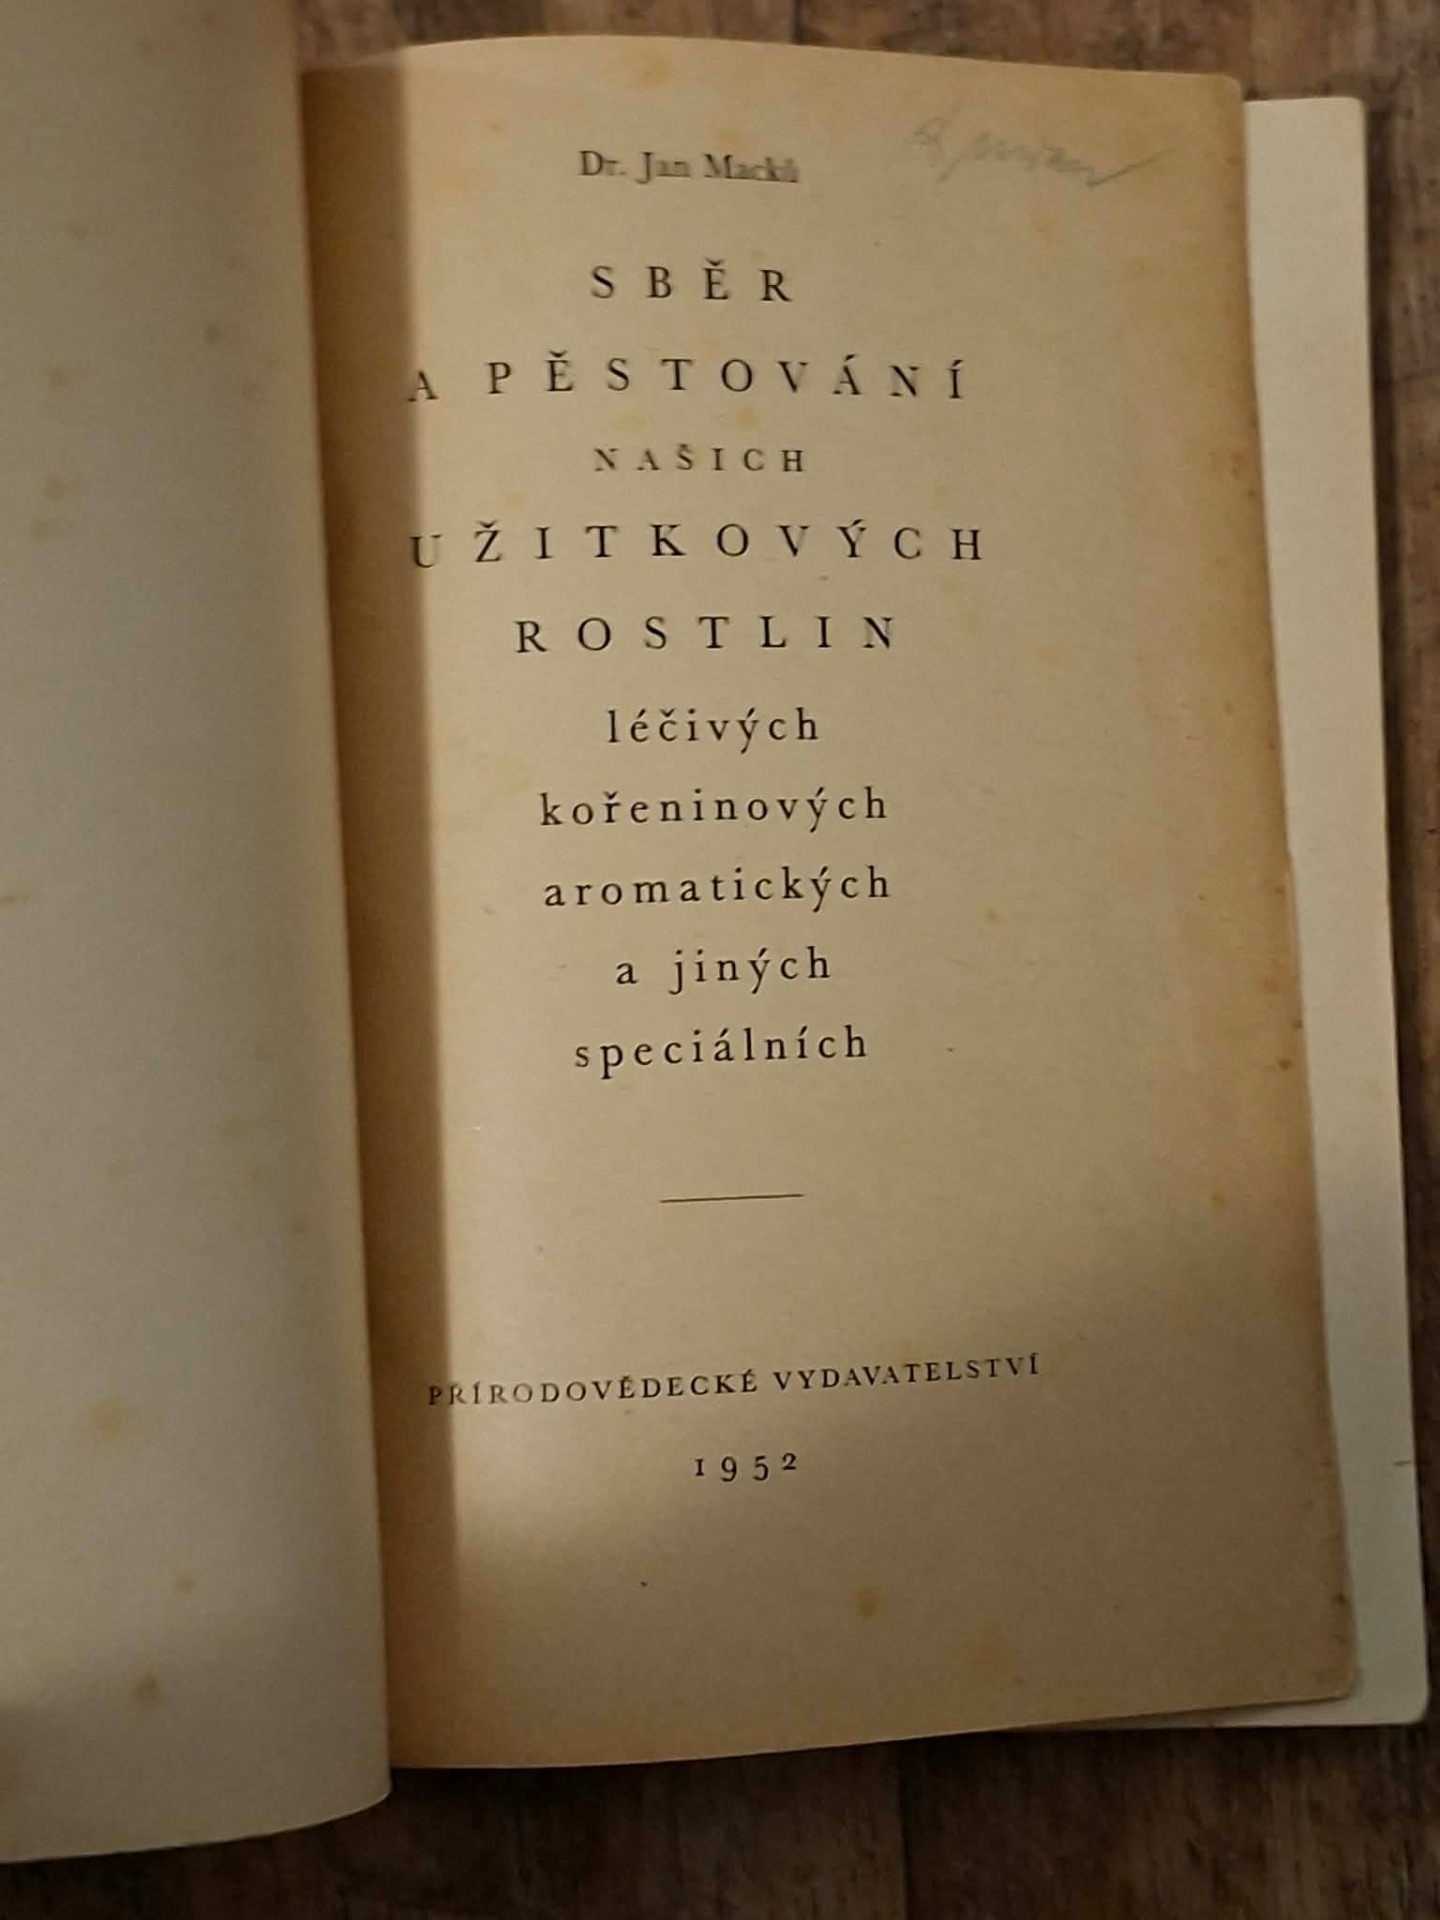 Dr. Jan Macků
SBĚR
A PĚSTOVÁNÍ
NAŠICH
UŽITKOVÝCH
ROSTLIN
léčivých
kořeninových
aromatických
a jiných
speciálních
PŘÍRODOVĚDECKÉ VYDAVATELSTVÍ
1952